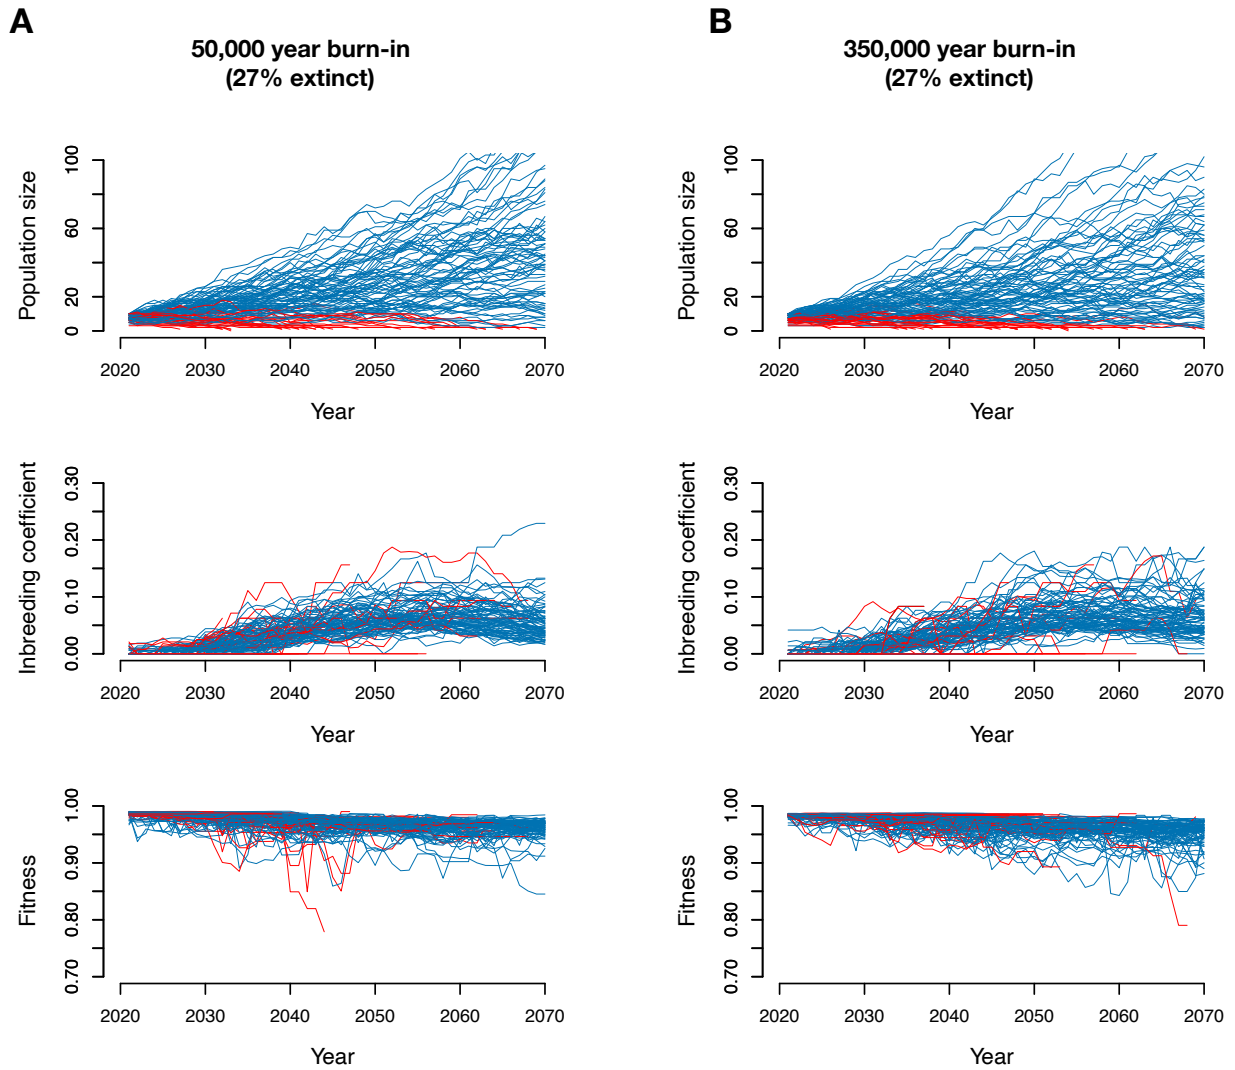 A
50,000 year burn-in
(27% extinct)
Population size
100
60
20
0
2020 2030 2040 2050 2060 2070
Year
Inbreeding coefficient
0.30
0.20
0.10
0.00
2020 2030 2040 2050 2060 2070
Year
Fitness
1.00
0.90
0.80
0.70
2020 2030 2040 2050 2060 2070
Year
B
350,000 year burn-in
(27% extinct)
Population size
100
60
20
0
2020 2030 2040 2050 2060 2070
Year
Inbreeding coefficient
0.30
0.20
0.10
0.00
2020 2030 2040 2050 2060 2070
Year
Fitness
1.00
0.90
0.80
0.70
2020 2030 2040 2050 2060 2070
Year